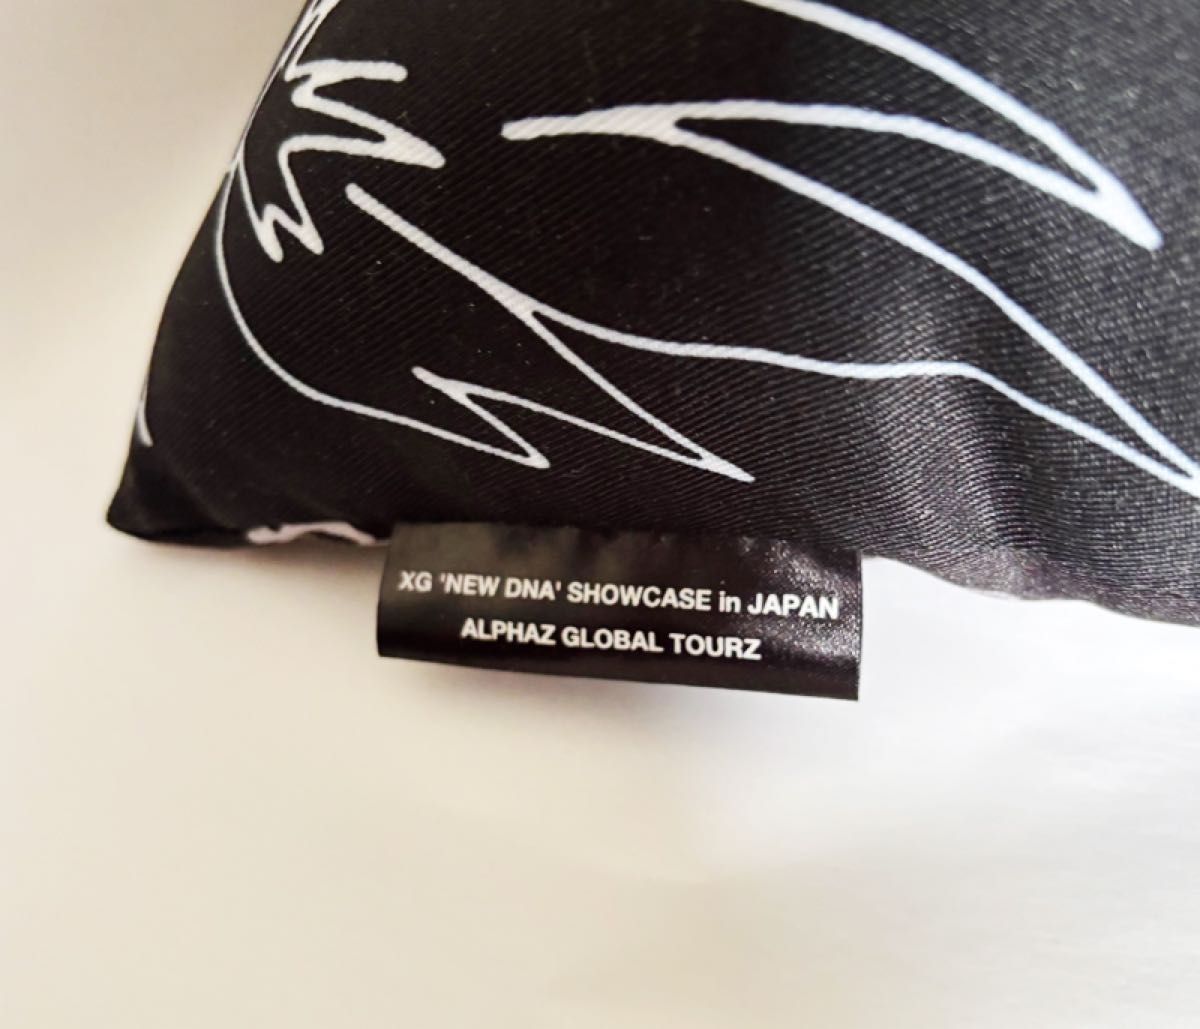 XG 'NEW DNA' SHOWCASE in JAPAN
ALPHAZ GLOBAL TOURZ